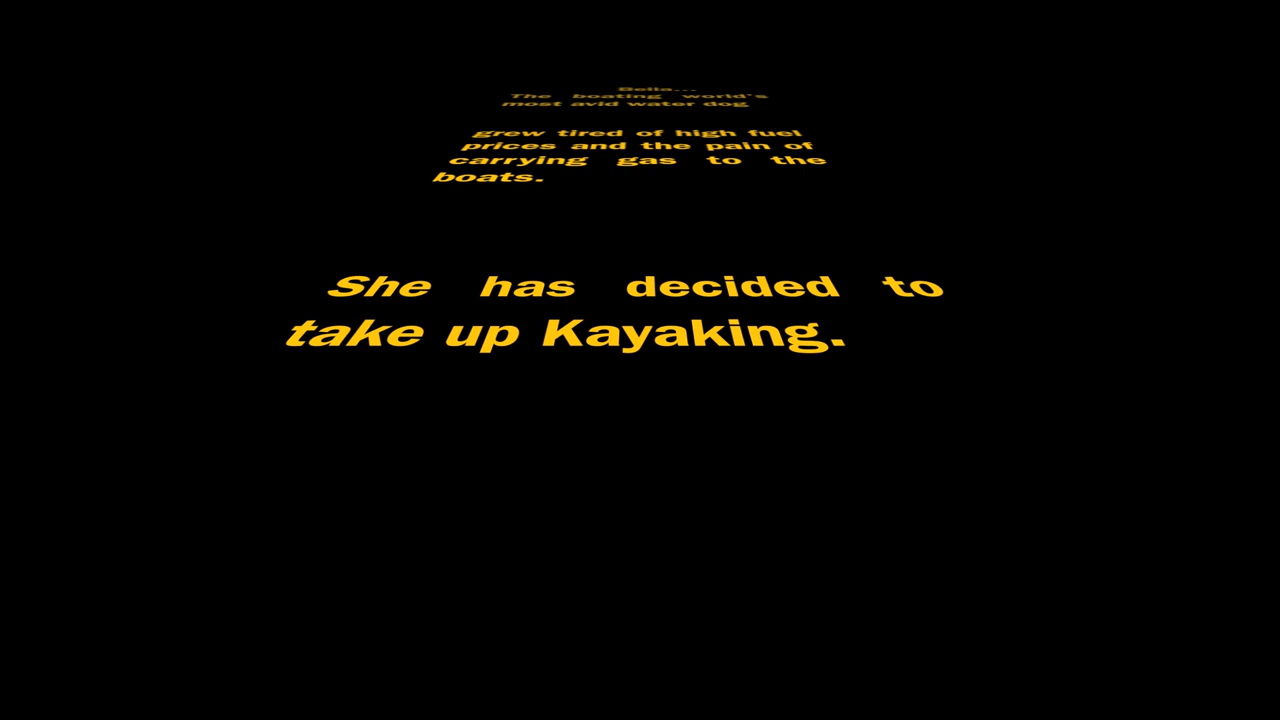 Bella...
The boating world's
most avid water dog
grew tired of high fuel
prices and the pain of
carrying gas to the
boats.
She has decided to
take up Kayaking.